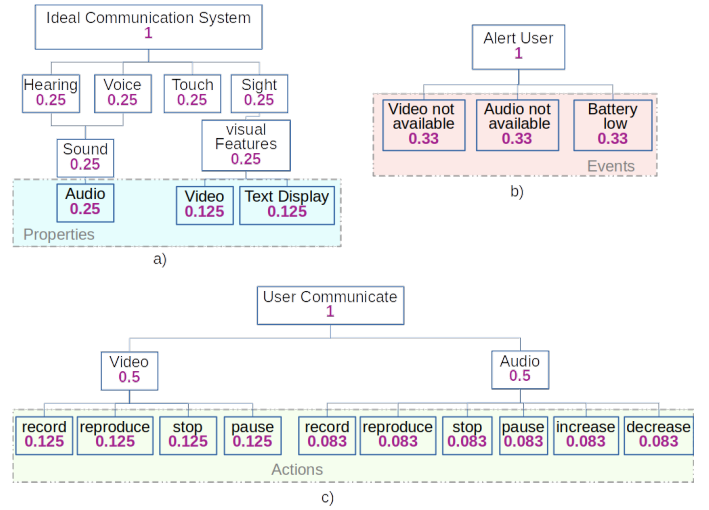 Ideal Communication System
1
Hearing
0.25
Voice
0.25
Touch
0.25
Sight
0.25
Sound
0.25
visual
Features
0.25
Audio
0.25
Video
0.125
Text Display
0.125
Properties
a)
Alert User
1
Video not
available
0.33
Audio not
available
0.33
Battery
low
0.33
Events
b)
User Communicate
1
Video
0.5
Audio
0.5
record
0.125
reproduce
0.125
stop
0.125
pause
0.125
record
0.083
reproduce
0.083
stop
0.083
pause
0.083
increase
0.083
decrease
0.083
Actions
c)